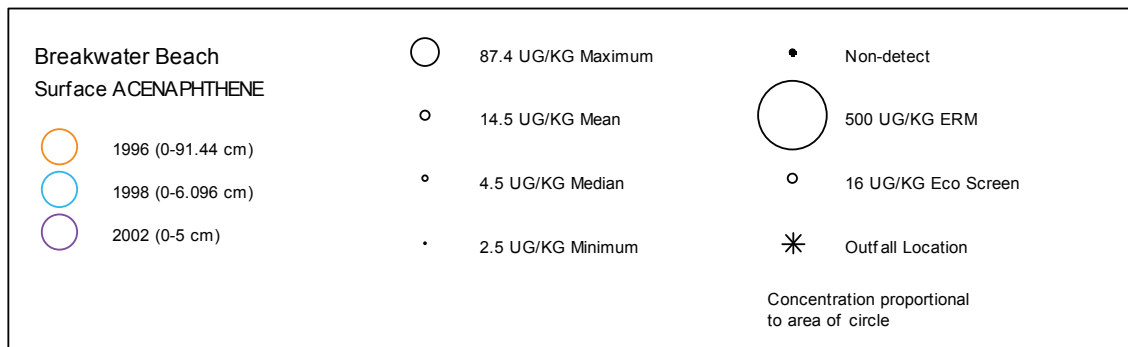 Breakwater Beach
Surface ACENAPHTHENE
1996 (0-91.44 cm)
1998 (0-6.096 cm)
2002 (0-5 cm)
87.4 UG/KG Maximum
14.5 UG/KG Mean
4.5 UG/KG Median
2.5 UG/KG Minimum
Non-detect
500 UG/KG ERM
16 UG/KG Eco Screen
Outfall Location
Concentration proportional
to area of circle